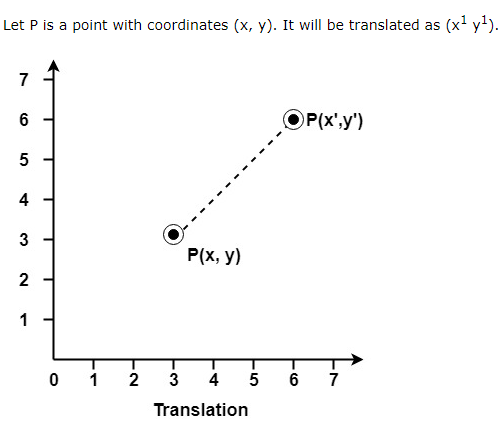 Let P is a point with coordinates (x, y). It will be translated as (x¹ y¹).
7
6
P(x',y')
5
4
3
P(x, y)
2
1
0 1 2 3 4 5 6 7
Translation